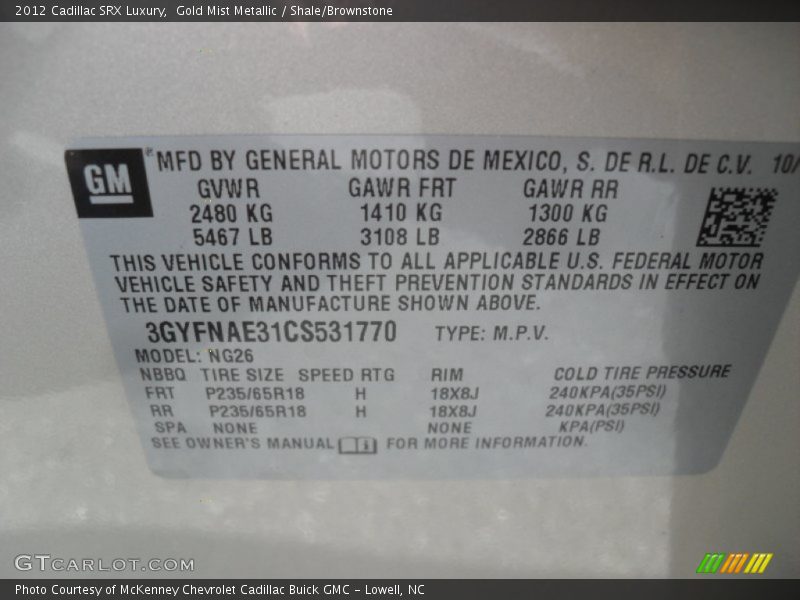 2012 Cadillac SRX Luxury,  Gold Mist Metallic / Shale/Brownstone
GM ® MFD BY GENERAL MOTORS DE MEXICO, S. DE R.L. DE C.V. 10/
GVWR GAWR FRT GAWR RR
2480 KG 1410 KG 1300 KG
5467 LB 3108 LB 2866 LB
THIS VEHICLE CONFORMS TO ALL APPLICABLE U.S. FEDERAL MOTOR
VEHICLE SAFETY AND THEFT PREVENTION STANDARDS IN EFFECT ON
THE DATE OF MANUFACTURE SHOWN ABOVE.
3GYFNAE31CS531770 TYPE: M.P.V.
MODEL: NG26
NBBQ TIRE SIZE SPEED RTG RIM COLD TIRE PRESSURE
FRT P235/65R18 H 18X8J 240KPA(35PSI)
RR P235/65R18 H 18X8J 240KPA(35PSI)
SPA NONE NONE KPA(PSI)
SEE OWNER'S MANUAL FOR MORE INFORMATION.
GTCARLOT.COM
Photo Courtesy of McKenney Chevrolet Cadillac Buick GMC – Lowell, NC